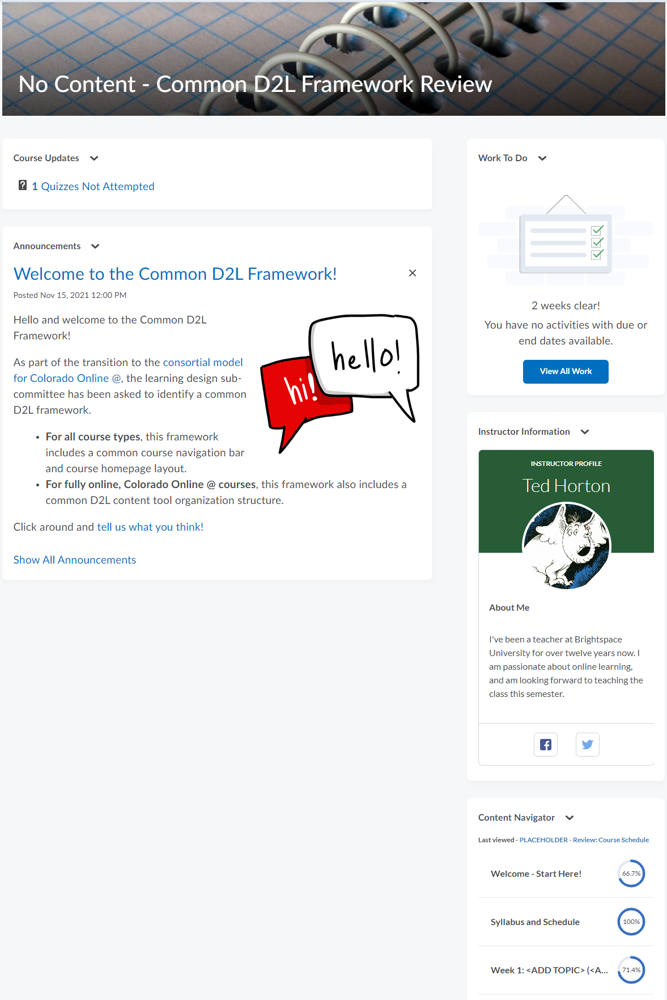 No Content - Common D2L Framework Review
Course Updates
1 Quizzes Not Attempted
Announcements
Welcome to the Common D2L Framework!
Posted Nov 15, 2021 12:00 PM
Hello and welcome to the Common D2L
Framework!
As part of the transition to the consortial model
for Colorado Online @, the learning design sub-
committee has been asked to identify a common
D2L framework.
hi!
hello!
• For all course types, this framework
includes a common course navigation bar
and course homepage layout.
• For fully online, Colorado Online @ courses, this framework also includes a
common D2L content tool organization structure.
Click around and tell us what you think!
Show All Announcements
Work To Do
2 weeks clear!
You have no activities with due or
end dates available.
View All Work
Instructor Information
INSTRUCTOR PROFILE
Ted Horton
About Me
I've been a teacher at Brightspace
University for over twelve years now. I
am passionate about online learning,
and am looking forward to teaching the
class this semester.
Content Navigator
Last viewed - PLACEHOLDER - Review: Course Schedule
Welcome - Start Here! 66.7%
Syllabus and Schedule 100%
Week 1: <ADD TOPIC> (<A... 71.4%